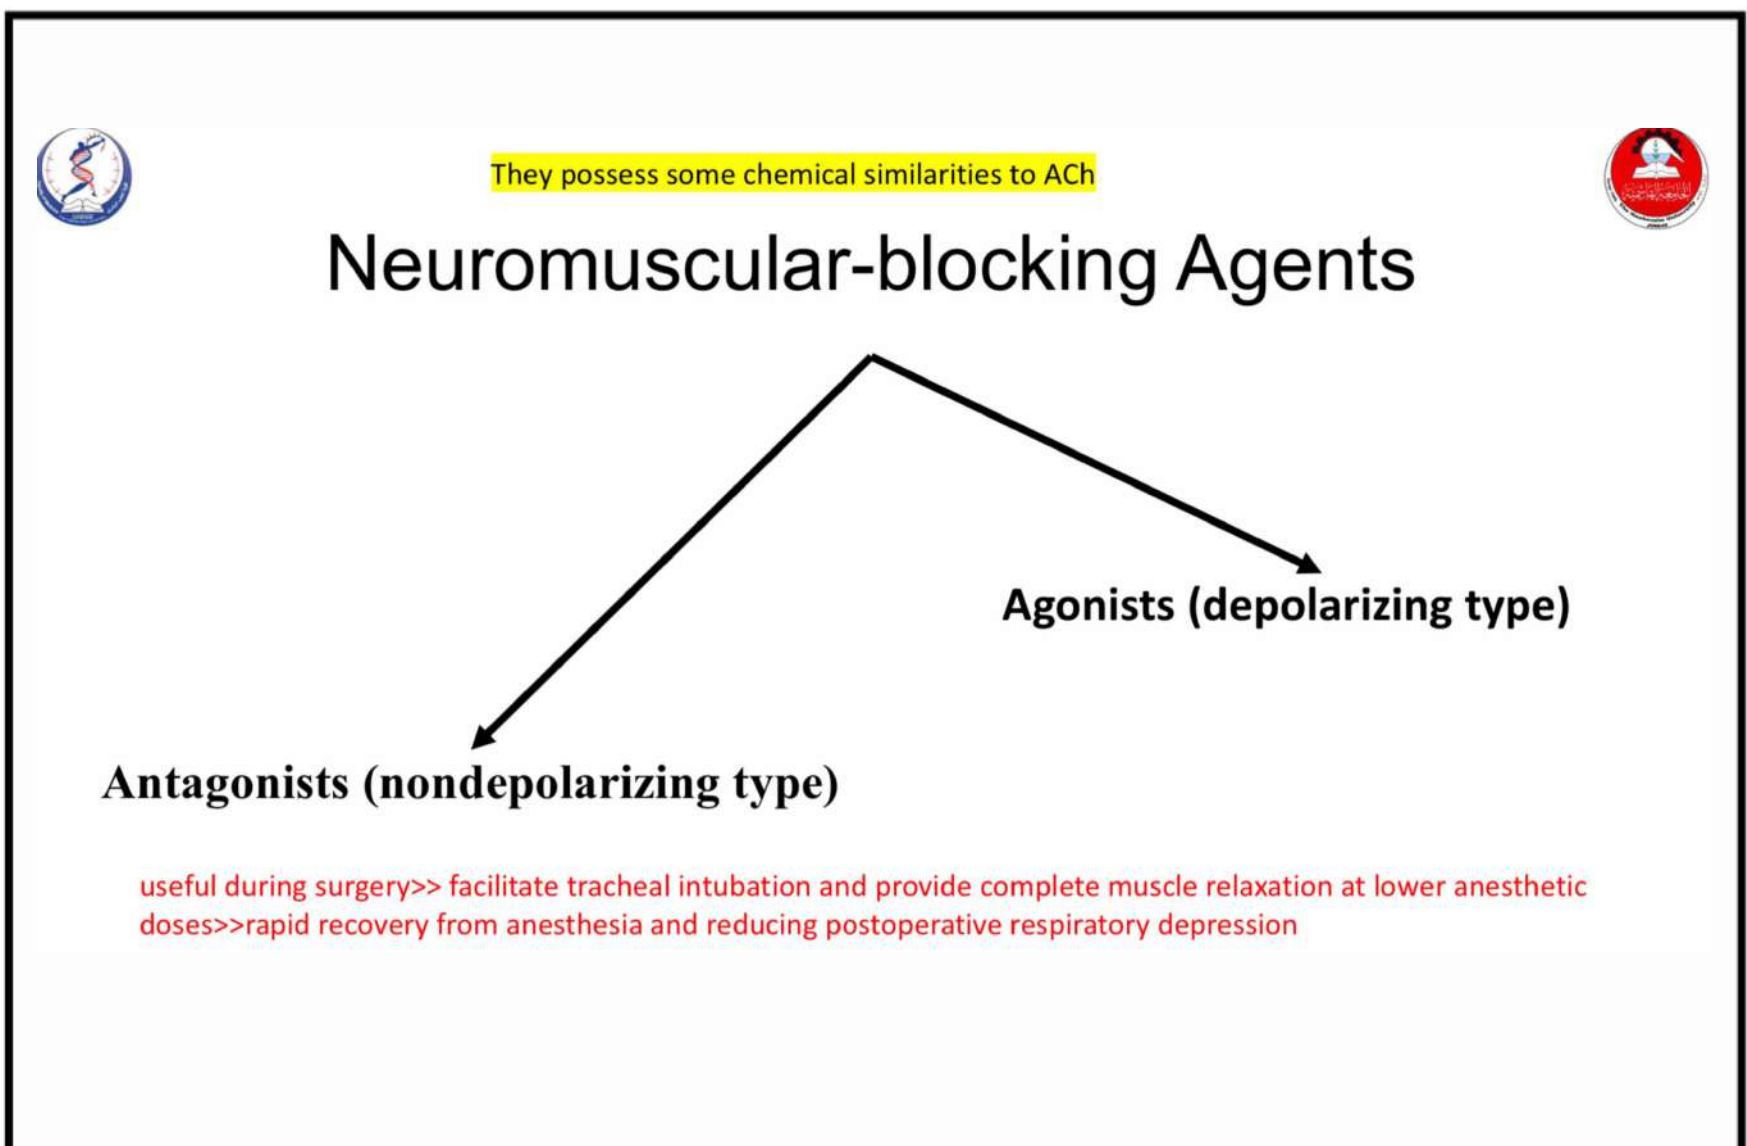 They possess some chemical similarities to ACh
Neuromuscular-blocking Agents
Agonists (depolarizing type)
Antagonists (nondepolarizing type)
useful during surgery>> facilitate tracheal intubation and provide complete muscle relaxation at lower anesthetic
doses>>rapid recovery from anesthesia and reducing postoperative respiratory depression